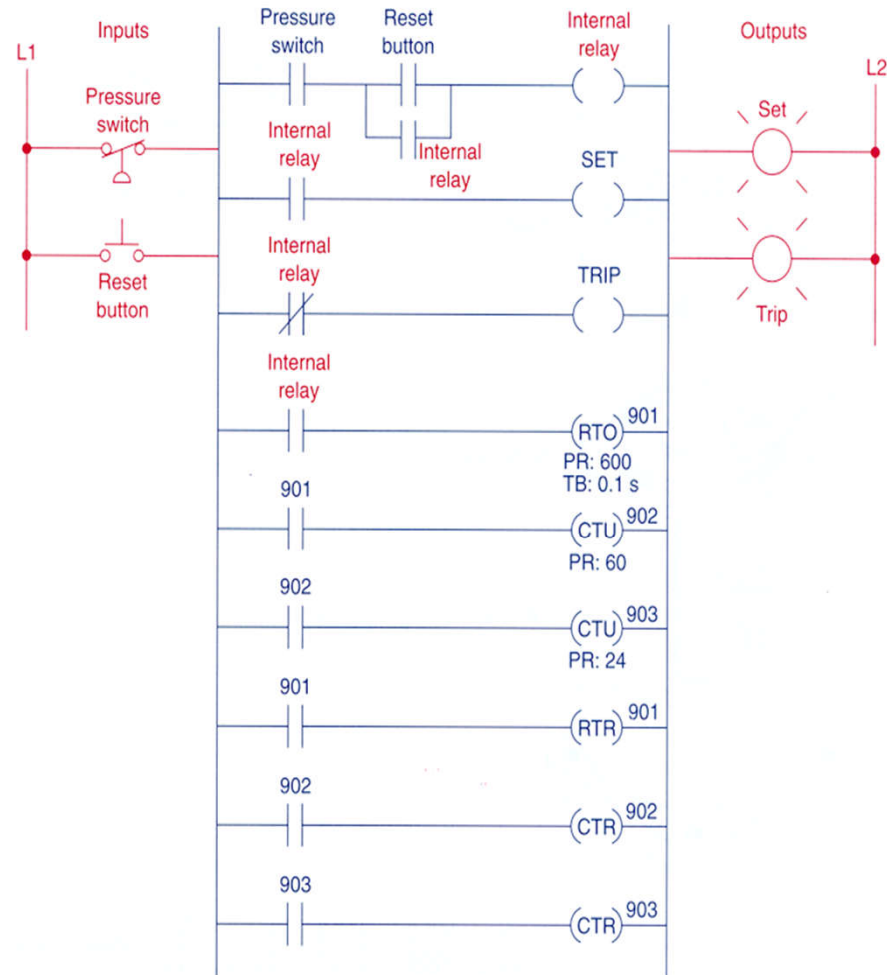 Inputs
L1
Pressure
switch
Reset
button
Pressure
switch
Reset
button
Internal
relay
Internal
relay
Internal
relay
SET
Internal
relay
TRIP
Internal
relay
RTO
901
PR: 600
TB: 0.1 s
901
CTU
902
PR: 60
902
CTU
903
PR: 24
901
RTR
901
902
CTR
902
903
CTR
903
Outputs
L2
Set
Trip